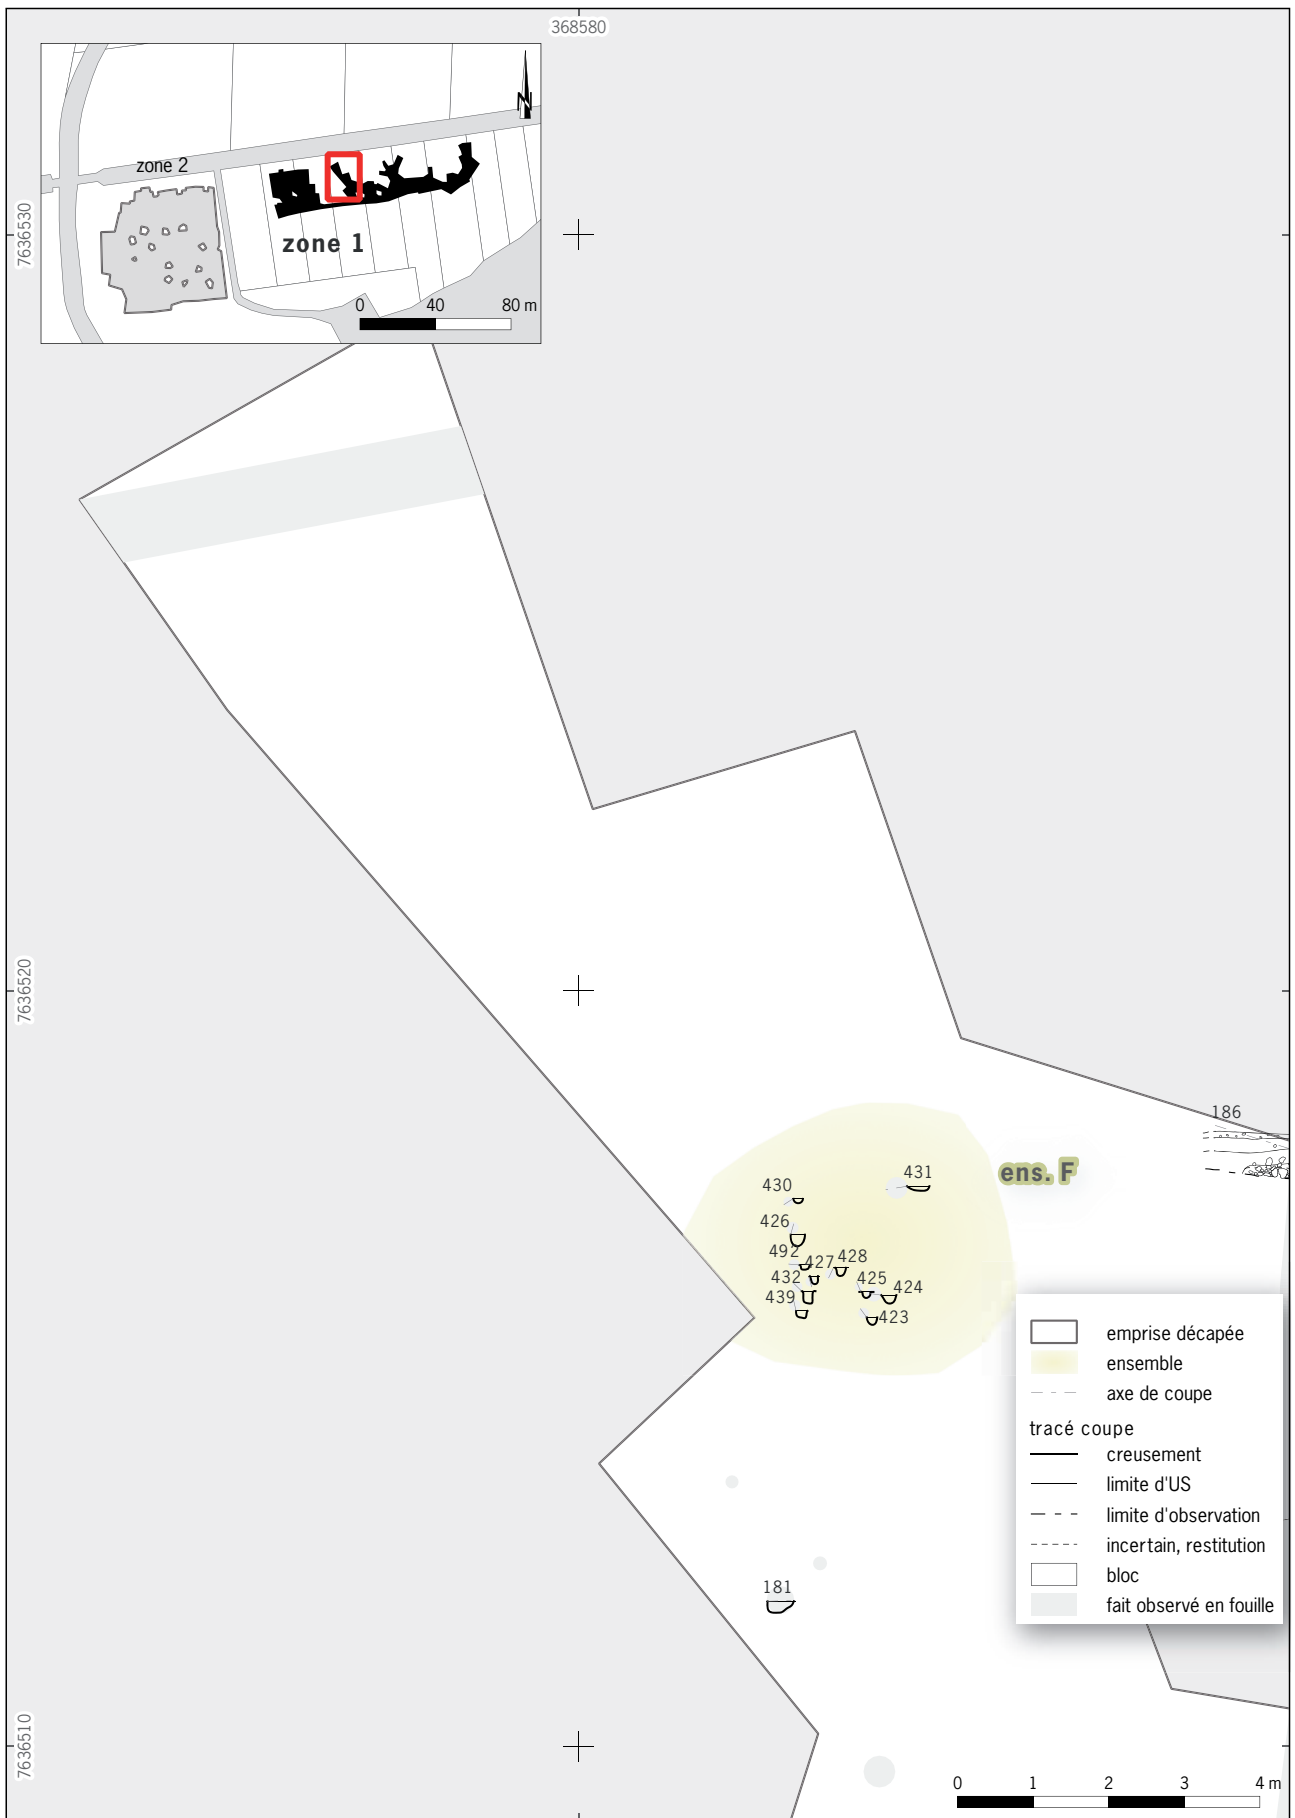 368580
zone 2
zone 1
N
0 40 80 m
7636530
7636520
7636510
186
ens. F
431
430
426
492
427
428
432
425
424
439
423
181
emprise décapée
ensemble
axe de coupe
tracé coupe
creusement
limite d'US
limite d'observation
incertain, restitution
bloc
fait observé en fouille
0 1 2 3 4 m